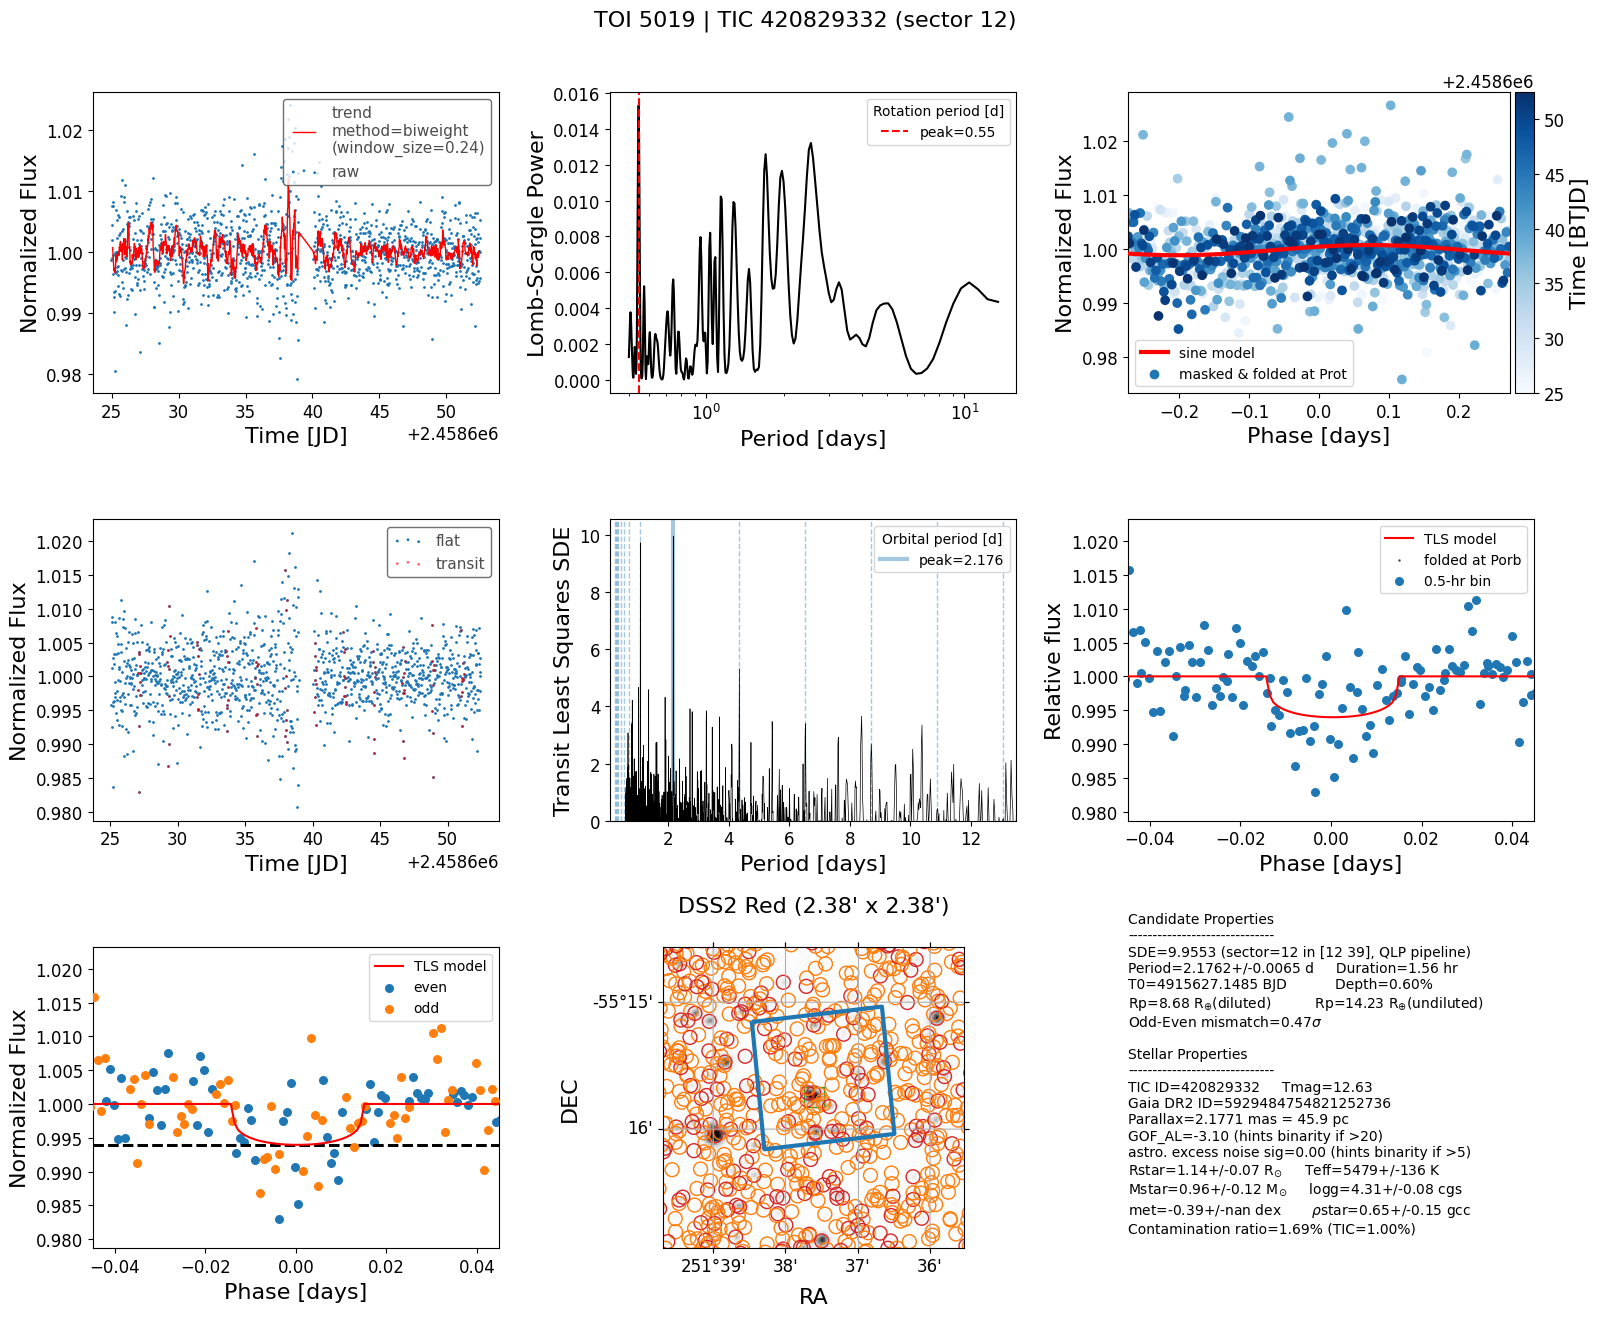 TOI 5019 | TIC 420829332 (sector 12)
Normalized Flux
1.02
1.01
1.00
0.99
0.98
trend
method=biweight
(window_size=0.24)
raw
25 30 35 40 45 50
Time [JD]
+2.4586e6
Lomb-Scargle Power
0.016
0.014
0.012
0.010
0.008
0.006
0.004
0.002
0.000
Rotation period [d]
peak=0.55
10^0 10^1
Period [days]
Normalized Flux
1.02
1.01
1.00
0.99
0.98
sine model
masked & folded at Prot
−0.2 −0.1 0.0 0.1 0.2
Phase [days]
+2.4586e6
50
45
40
35
30
25
Time [BTJD]
Normalized Flux
1.020
1.015
1.010
1.005
1.000
0.995
0.990
0.985
0.980
flat
transit
25 30 35 40 45 50
Time [JD]
+2.4586e6
Transit Least Squares SDE
10
8
6
4
2
0
Orbital period [d]
peak=2.176
2 4 6 8 10 12
Period [days]
Relative flux
1.020
1.015
1.010
1.005
1.000
0.995
0.990
0.985
0.980
TLS model
folded at Porb
0.5-hr bin
−0.04 −0.02 0.00 0.02 0.04
Phase [days]
Normalized Flux
1.020
1.015
1.010
1.005
1.000
0.995
0.990
0.985
0.980
TLS model
even
odd
−0.04 −0.02 0.00 0.02 0.04
Phase [days]
DSS2 Red (2.38' x 2.38')
DEC
-55°15'
16'
251°39' 38' 37' 36'
RA
Candidate Properties
------------------------------
SDE=9.9553 (sector=12 in [12 39], QLP pipeline)
Period=2.1762+/-0.0065 d Duration=1.56 hr
T0=4915627.1485 BJD Depth=0.60%
Rp=8.68 R⊕(diluted) Rp=14.23 R⊕(undiluted)
Odd-Even mismatch=0.47σ
Stellar Properties
------------------------------
TIC ID=420829332 Tmag=12.63
Gaia DR2 ID=5929484754821252736
Parallax=2.1771 mas = 45.9 pc
GOF_AL=-3.10 (hints binarity if >20)
astro. excess noise sig=0.00 (hints binarity if >5)
Rstar=1.14+/-0.07 R⊙ Teff=5479+/-136 K
Mstar=0.96+/-0.12 M⊙ logg=4.31+/-0.08 cgs
met=-0.39+/-nan dex ρstar=0.65+/-0.15 gcc
Contamination ratio=1.69% (TIC=1.00%)